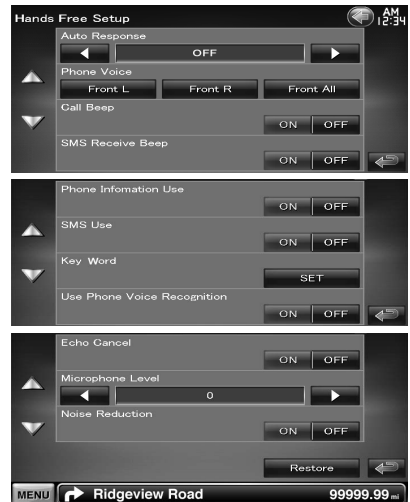 Hands Free Setup
AM
12:34
Auto Response
OFF
Phone Voice
Front L Front R Front All
Call Beep
ON OFF
SMS Receive Beep
ON OFF
Phone Infomation Use
ON OFF
SMS Use
ON OFF
Key Word
SET
Use Phone Voice Recognition
ON OFF
Echo Cancel
ON OFF
Microphone Level
0
Noise Reduction
ON OFF
Restore
MENU Ridgeview Road 99999.99 mi